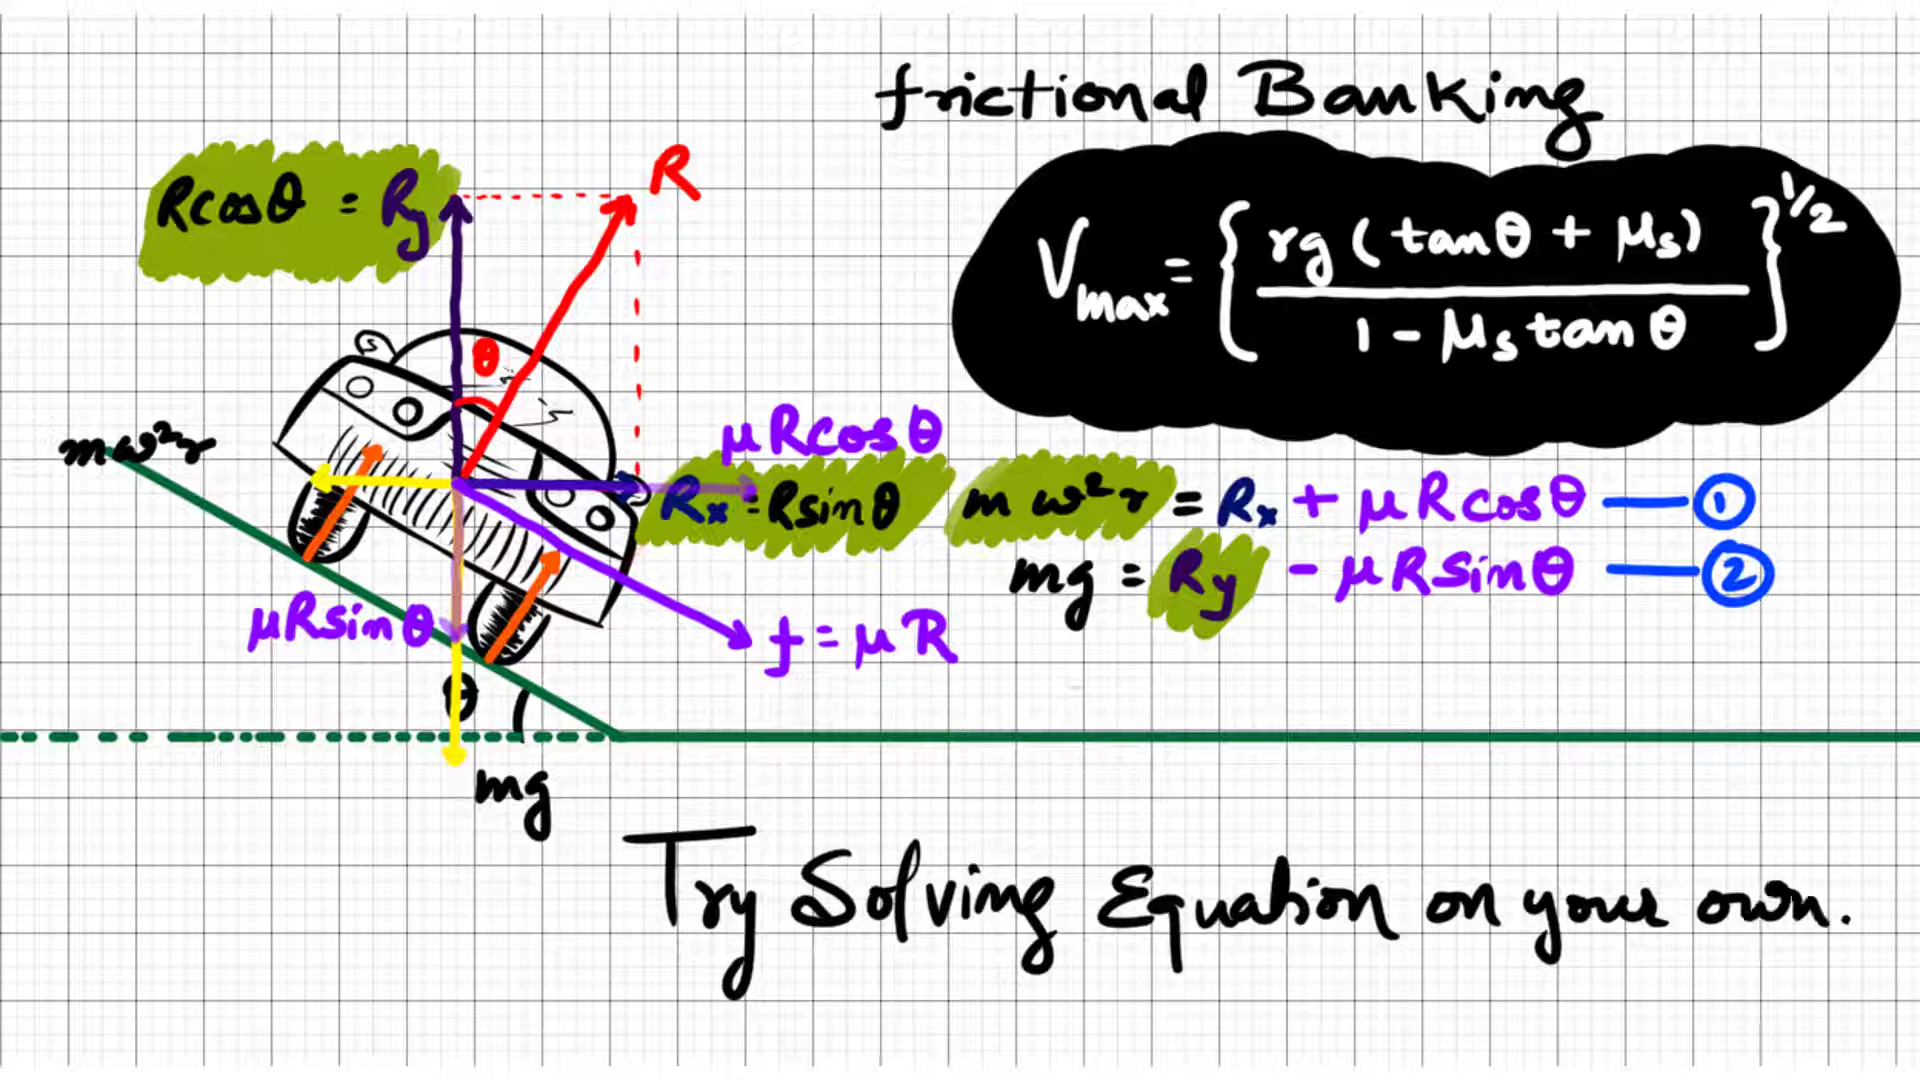 frictional Banking
Vmax = { rg ( tanθ + μs) / 1 - μs tan θ }^1/2
Rcosθ = Ry
R
θ
mω²r
μRcosθ
Rx = Rsinθ
mω²r = Rx + μRcosθ — ①
mg = Ry - μRsinθ — ②
μRsinθ
f = μR
θ
mg
Try Solving Equation on your own.